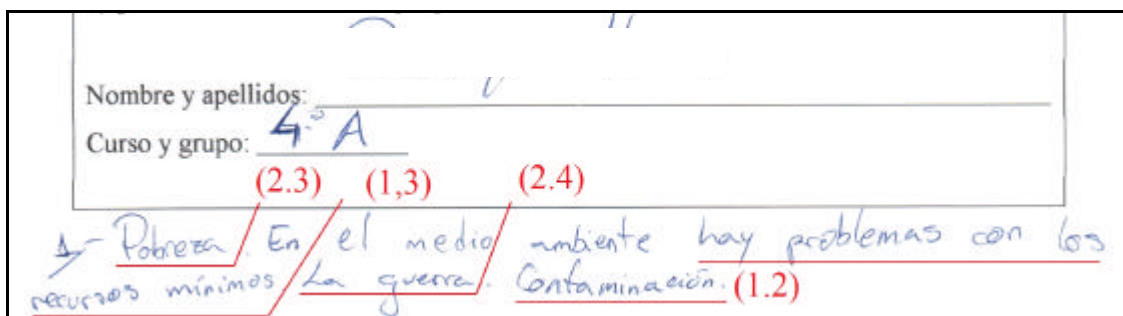 Nombre y apellidos:
Curso y grupo: 4.º A
(2.3) (1,3) (2.4)
1- Pobreza. En el medio ambiente hay problemas con los
recursos mínimos. La guerra. Contaminación. (1.2)